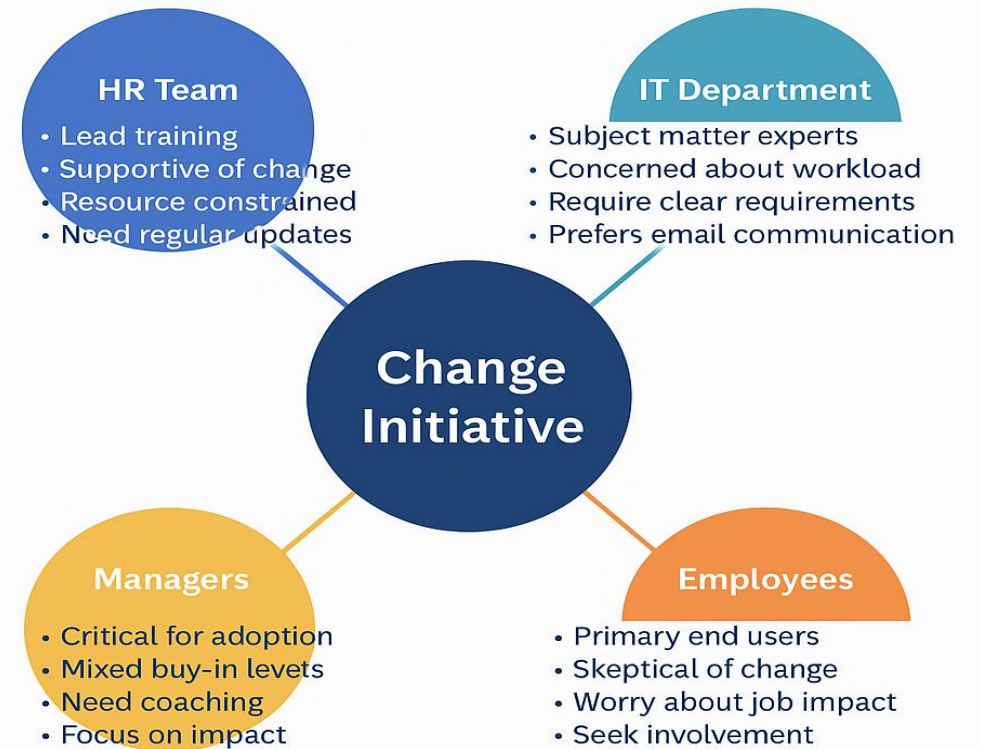 HR Team
• Lead training
• Supportive of change
• Resource constrained
• Need regular updates
IT Department
• Subject matter experts
• Concerned about workload
• Require clear requirements
• Prefers email communication
Change
Initiative
Managers
• Critical for adoption
• Mixed buy-in levets
• Need coaching
• Focus on impact
Employees
• Primary end users
• Skeptical of change
• Worry about job impact
• Seek involvement